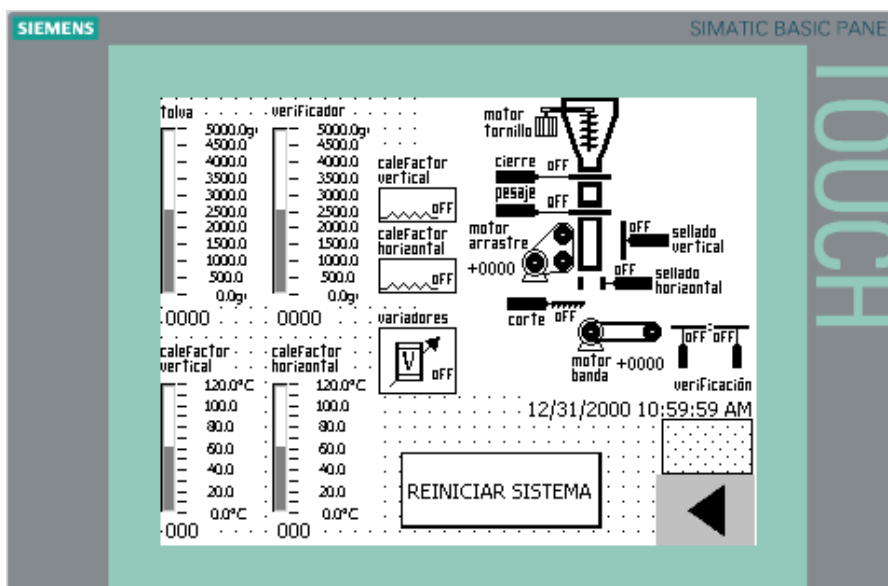 SIEMENS
SIMATIC BASIC PANE
TOUCH
tolva
5000.0gr
4500.0
4000.0
3500.0
3000.0
2500.0
2000.0
1500.0
1000.0
500.0
0.0gr
0000
verificador
5000.0gr
4500.0
4000.0
3500.0
3000.0
2500.0
2000.0
1500.0
1000.0
500.0
0.0gr
0000
calefactor
vertical
OFF
calefactor
horizontal
OFF
variadores
V
OFF
motor
tornillo
cierre
OFF
pesaje
OFF
motor
arrastre
+0000
OFF
sellado
vertical
OFF
sellado
horizontal
corte
OFF
motor
banda
+0000
OFF
OFF
verificación
calefactor
vertical
120.0°C
100.0
80.0
60.0
40.0
20.0
0.0°C
000
calefactor
horizontal
120.0°C
100.0
80.0
60.0
40.0
20.0
0.0°C
000
12/31/2000 10:59:59 AM
REINICIAR SISTEMA